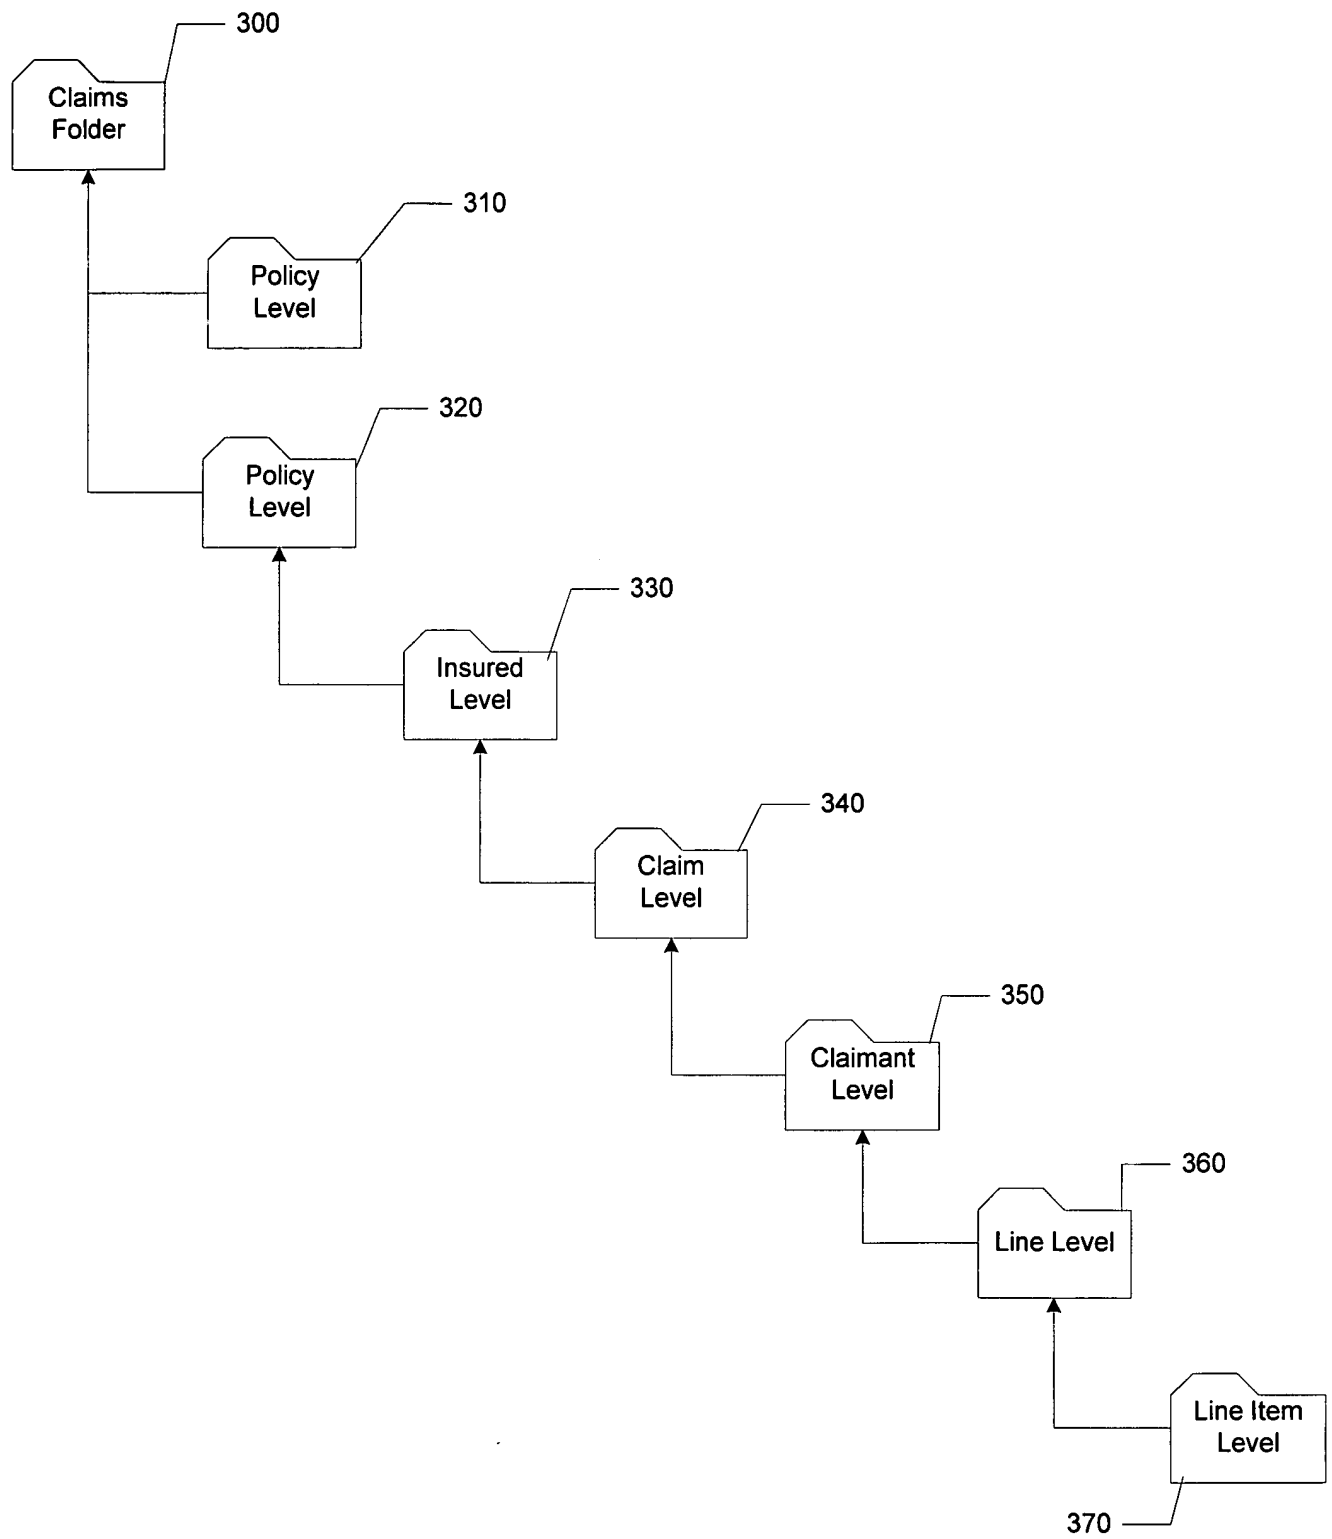 300
Claims
Folder
310
Policy
Level
320
Policy
Level
330
Insured
Level
340
Claim
Level
350
Claimant
Level
360
Line Level
Line Item
Level
370